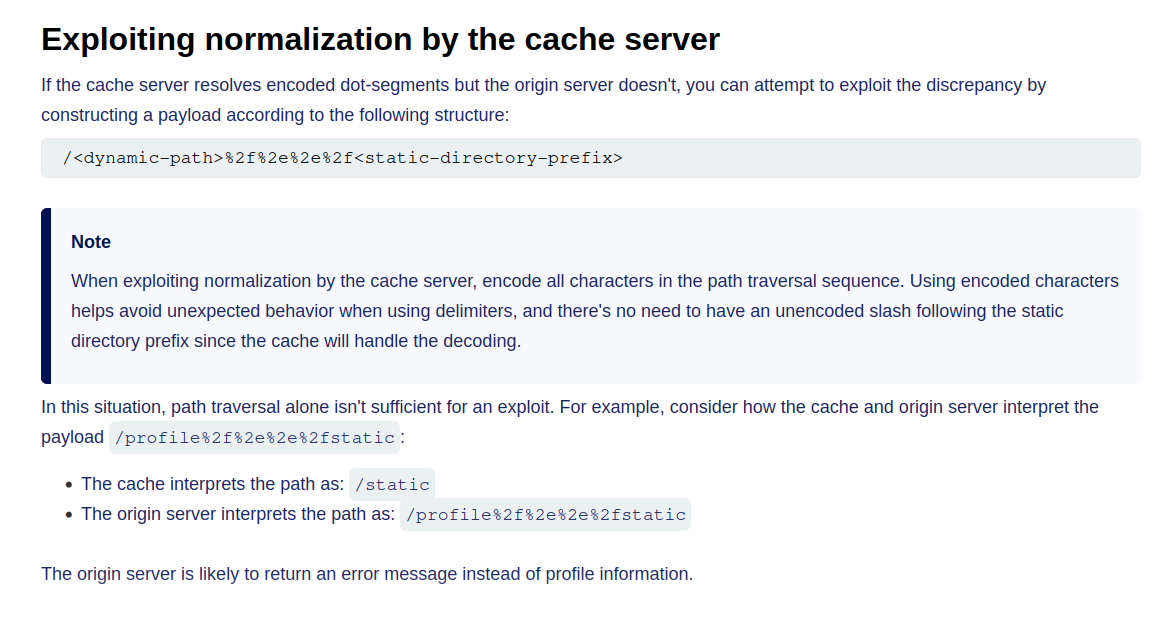 Exploiting normalization by the cache server
If the cache server resolves encoded dot-segments but the origin server doesn't, you can attempt to exploit the discrepancy by
constructing a payload according to the following structure:
/<dynamic-path>%2f%2e%2e%2f<static-directory-prefix>
Note
When exploiting normalization by the cache server, encode all characters in the path traversal sequence. Using encoded characters
helps avoid unexpected behavior when using delimiters, and there's no need to have an unencoded slash following the static
directory prefix since the cache will handle the decoding.
In this situation, path traversal alone isn't sufficient for an exploit. For example, consider how the cache and origin server interpret the
payload /profile%2f%2e%2e%2fstatic :
• The cache interprets the path as: /static
• The origin server interprets the path as: /profile%2f%2e%2e%2fstatic
The origin server is likely to return an error message instead of profile information.